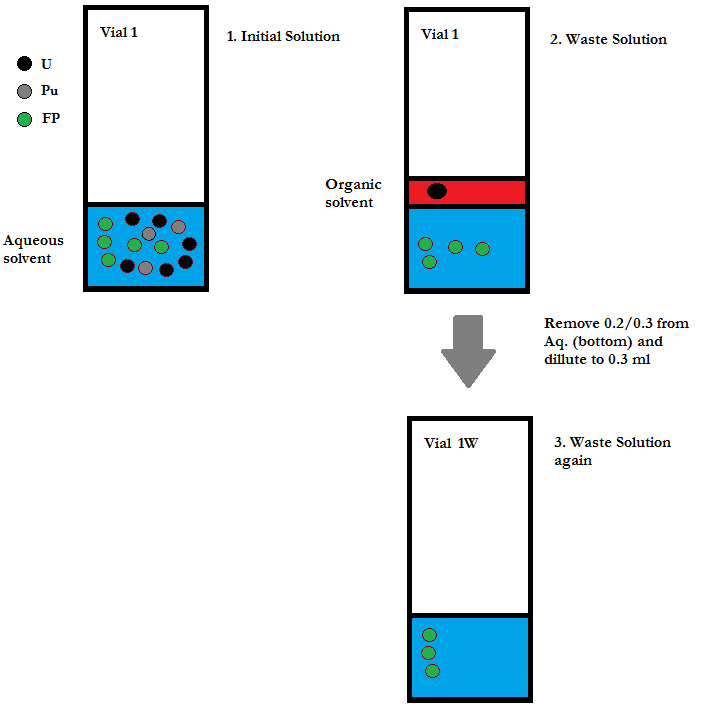 Vial 1
1. Initial Solution
U
Pu
FP
Aqueous
solvent
Vial 1
2. Waste Solution
Organic
solvent
Remove 0.2/0.3 from
Aq. (bottom) and
dillute to 0.3 ml
Vial 1W
3. Waste Solution
again